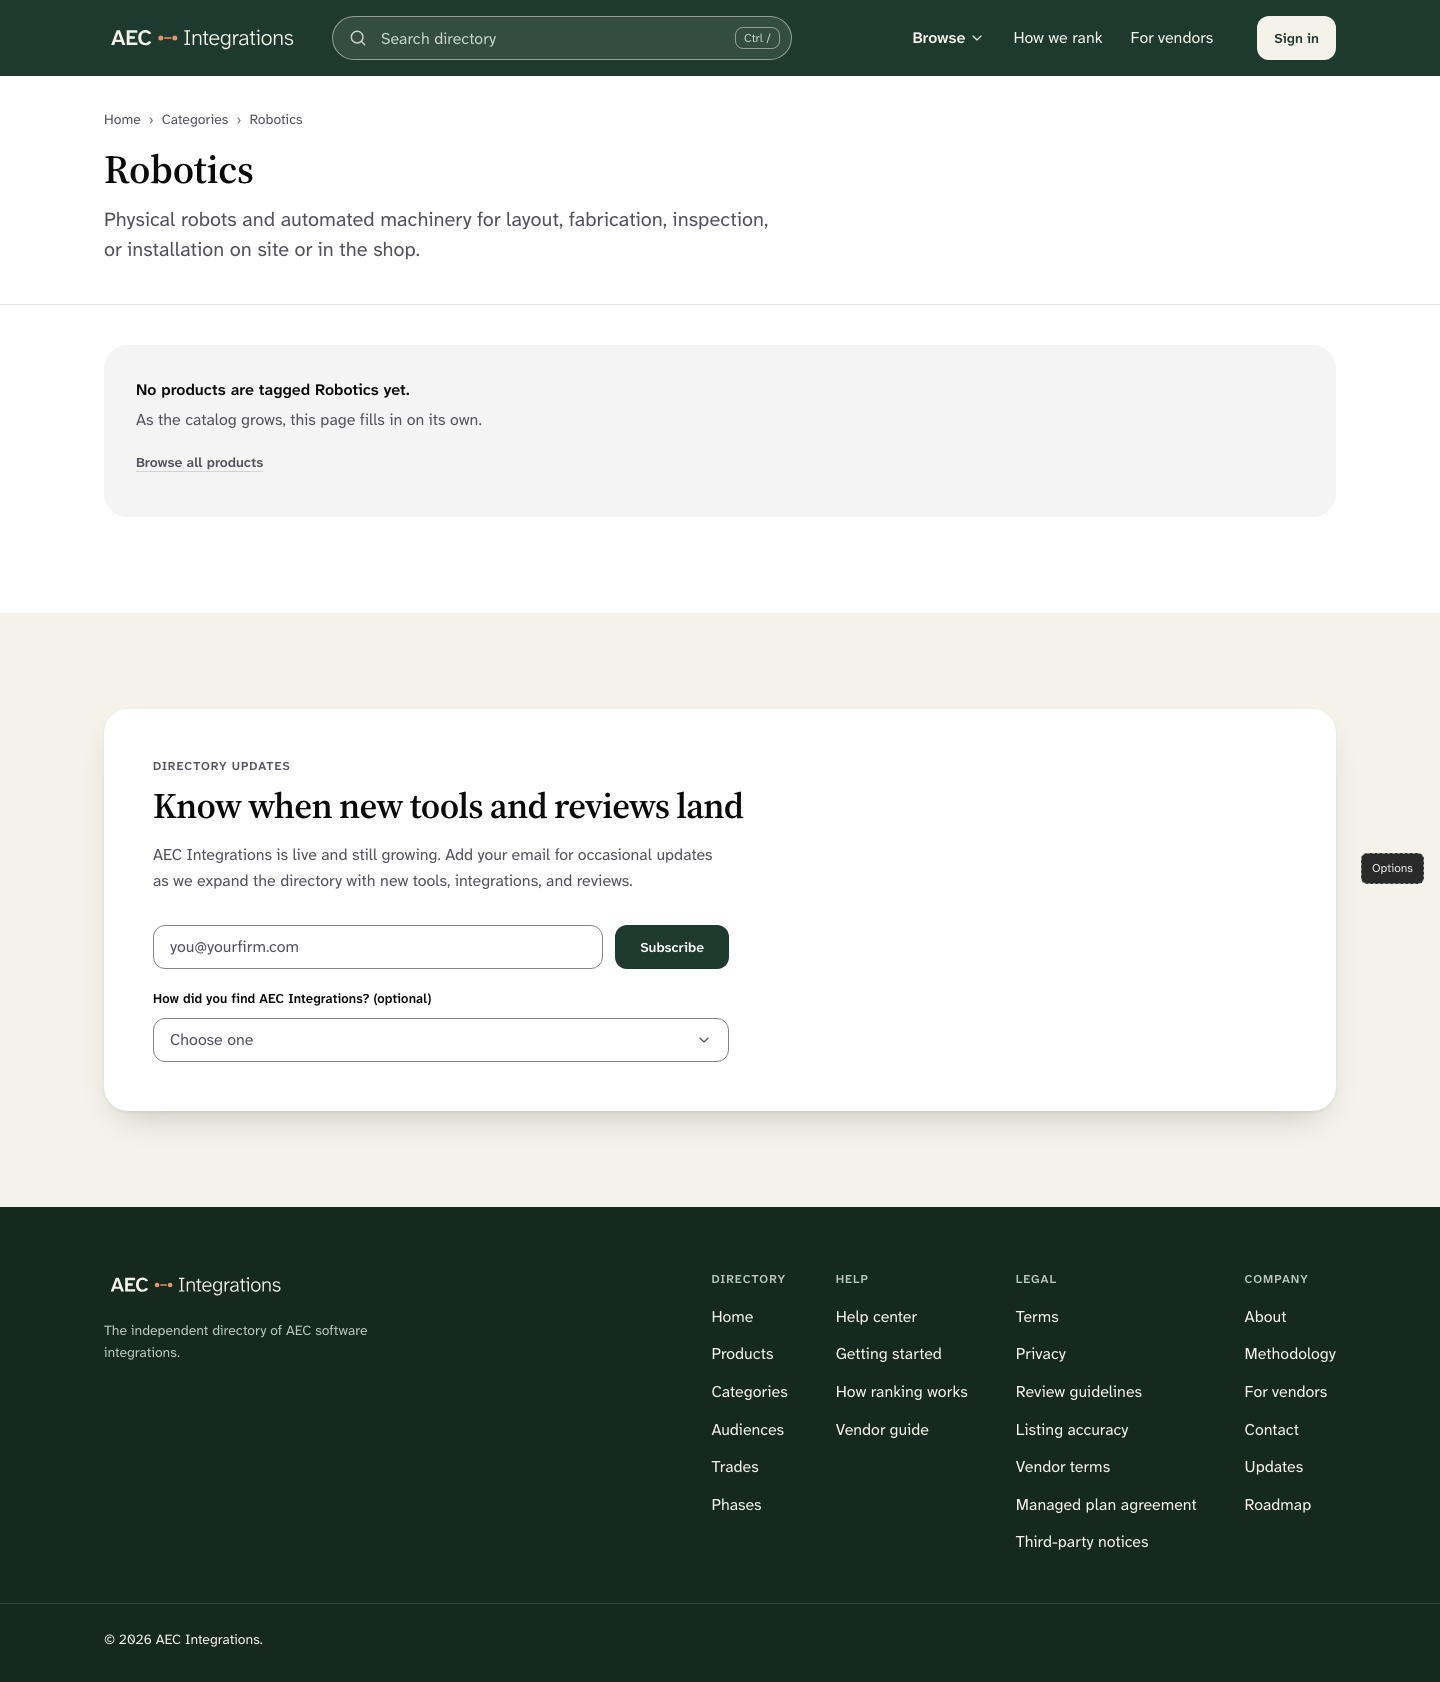 AEC Integrations
Search directory
Ctrl /
Browse
How we rank
For vendors
Sign in
Home › Categories › Robotics
Robotics
Physical robots and automated machinery for layout, fabrication, inspection,
or installation on site or in the shop.
No products are tagged Robotics yet.
As the catalog grows, this page fills in on its own.
Browse all products
DIRECTORY UPDATES
Know when new tools and reviews land
AEC Integrations is live and still growing. Add your email for occasional updates
as we expand the directory with new tools, integrations, and reviews.
you@yourfirm.com
Subscribe
How did you find AEC Integrations? (optional)
Choose one
Options
AEC Integrations
The independent directory of AEC software
integrations.
DIRECTORY
Home
Products
Categories
Audiences
Trades
Phases
HELP
Help center
Getting started
How ranking works
Vendor guide
LEGAL
Terms
Privacy
Review guidelines
Listing accuracy
Vendor terms
Managed plan agreement
Third-party notices
COMPANY
About
Methodology
For vendors
Contact
Updates
Roadmap
© 2026 AEC Integrations.